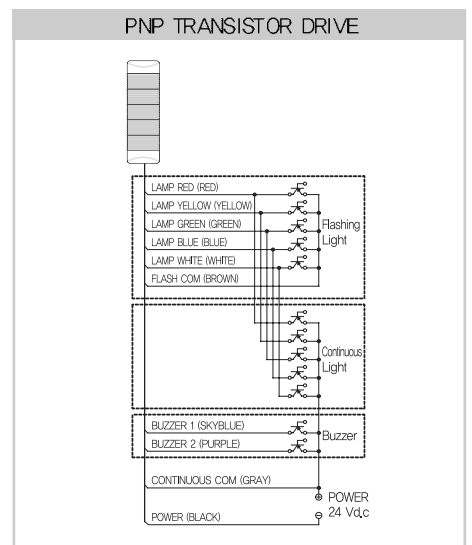 PNP TRANSISTOR DRIVE
LAMP RED (RED)
LAMP YELLOW (YELLOW)
LAMP GREEN (GREEN)
LAMP BLUE (BLUE)
LAMP WHITE (WHITE)
FLASH COM (BROWN)
Flashing
Light
Continuous
Light
BUZZER 1 (SKYBLUE)
BUZZER 2 (PURPLE)
Buzzer
CONTINUOUS COM (GRAY)
⊕ POWER
⊖ 24 Vd.c
POWER (BLACK)